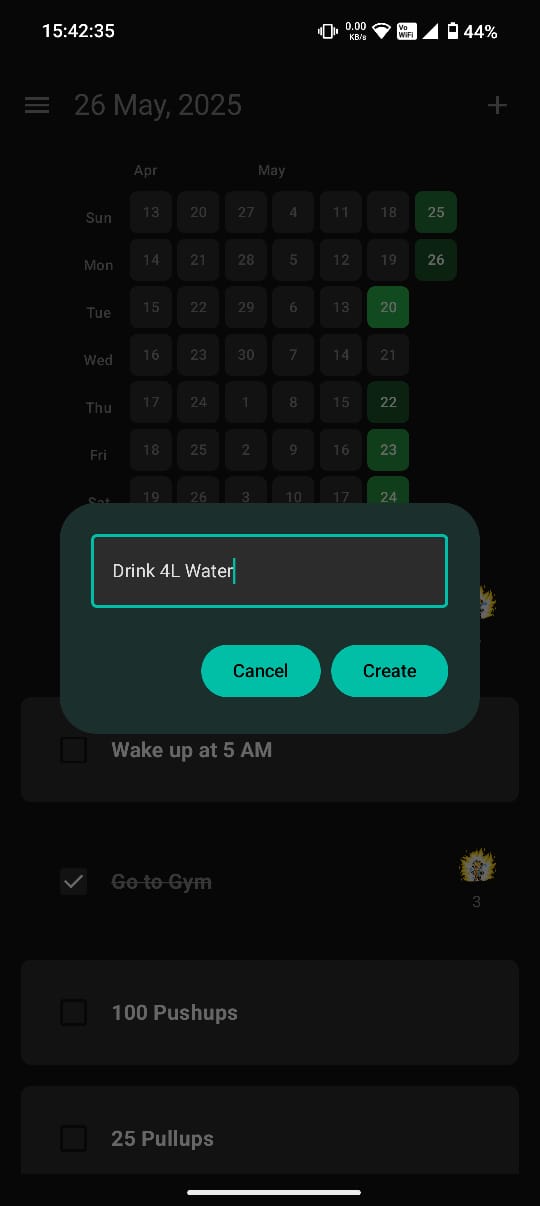 15:42:35 0.00 KB/s Vo WiFi 44%
26 May, 2025
Apr May
Sun 13 20 27 4 11 18 25
Mon 14 21 28 5 12 19 26
Tue 15 22 29 6 13 20
Wed 16 23 30 7 14 21
Thu 17 24 1 8 15 22
Fri 18 25 2 9 16 23
Sat 19 26 3 10 17 24
Drink 4L Water
Cancel Create
Wake up at 5 AM
Go to Gym
3
100 Pushups
25 Pullups